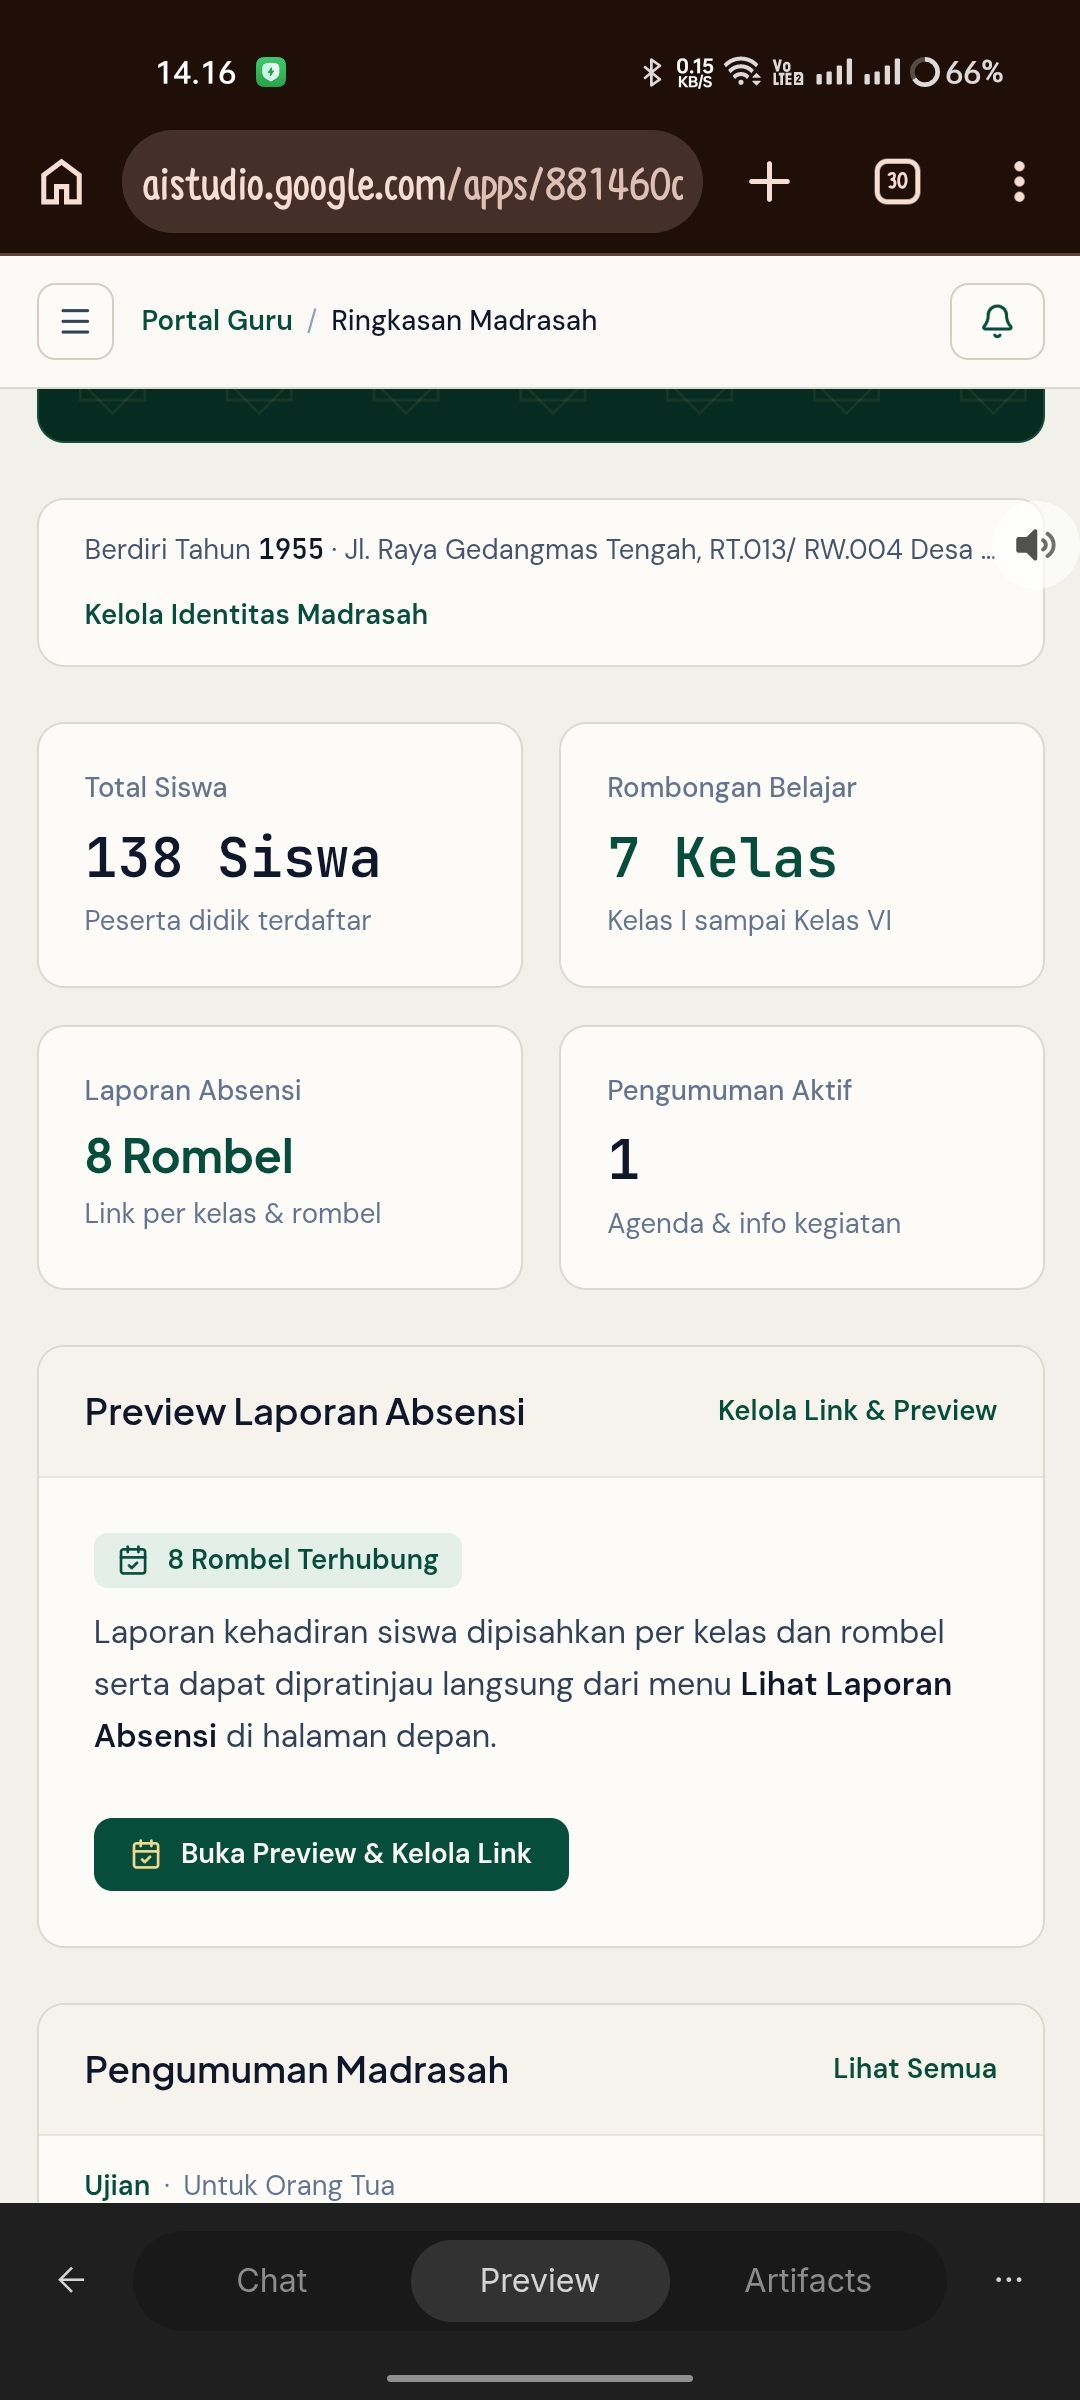 14.16
0.15 KB/S
Vo LTE 2
66%
aistudio.google.com/apps/881460c
30
Portal Guru / Ringkasan Madrasah
Berdiri Tahun 1955 · Jl. Raya Gedangmas Tengah, RT.013/ RW.004 Desa ...
Kelola Identitas Madrasah
Total Siswa
138 Siswa
Peserta didik terdaftar
Rombongan Belajar
7 Kelas
Kelas I sampai Kelas VI
Laporan Absensi
8 Rombel
Link per kelas & rombel
Pengumuman Aktif
1
Agenda & info kegiatan
Preview Laporan Absensi
Kelola Link & Preview
8 Rombel Terhubung
Laporan kehadiran siswa dipisahkan per kelas dan rombel
serta dapat dipratinjau langsung dari menu Lihat Laporan
Absensi di halaman depan.
Buka Preview & Kelola Link
Pengumuman Madrasah
Lihat Semua
Ujian · Untuk Orang Tua
Chat
Preview
Artifacts